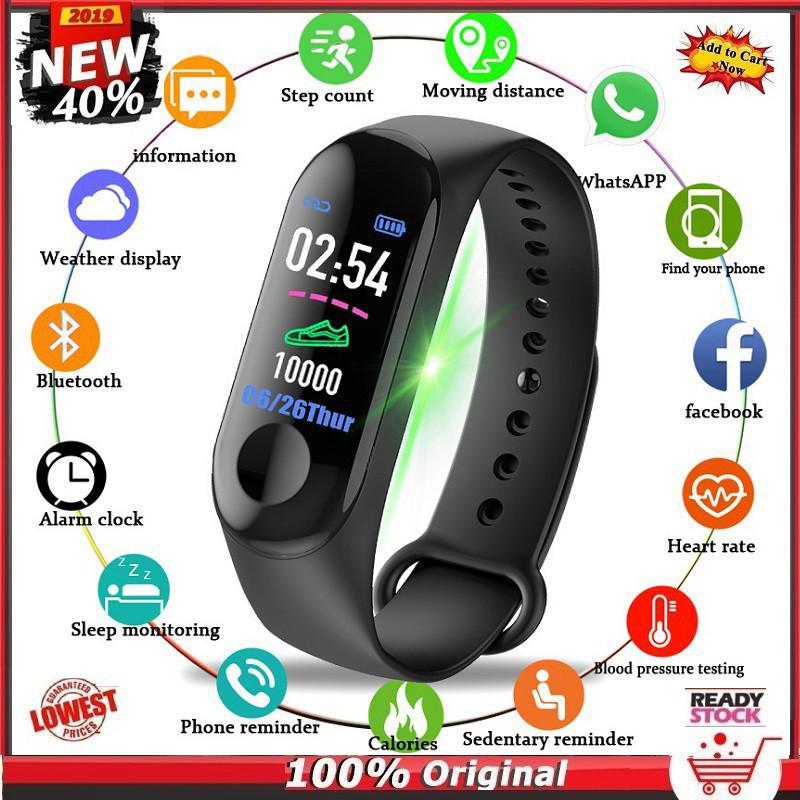 2019
NEW
40%
Add to Cart
Now
Step count
Moving distance
information
WhatsAPP
Weather display
Find your phone
02:54
10000
06/26Thur
Bluetooth
facebook
Alarm clock
Heart rate
z Z Z
Sleep monitoring
Blood pressure testing
Phone reminder
Calories
Sedentary reminder
GUARANTEED
LOWEST
PRICES
READY
STOCK
100% Original